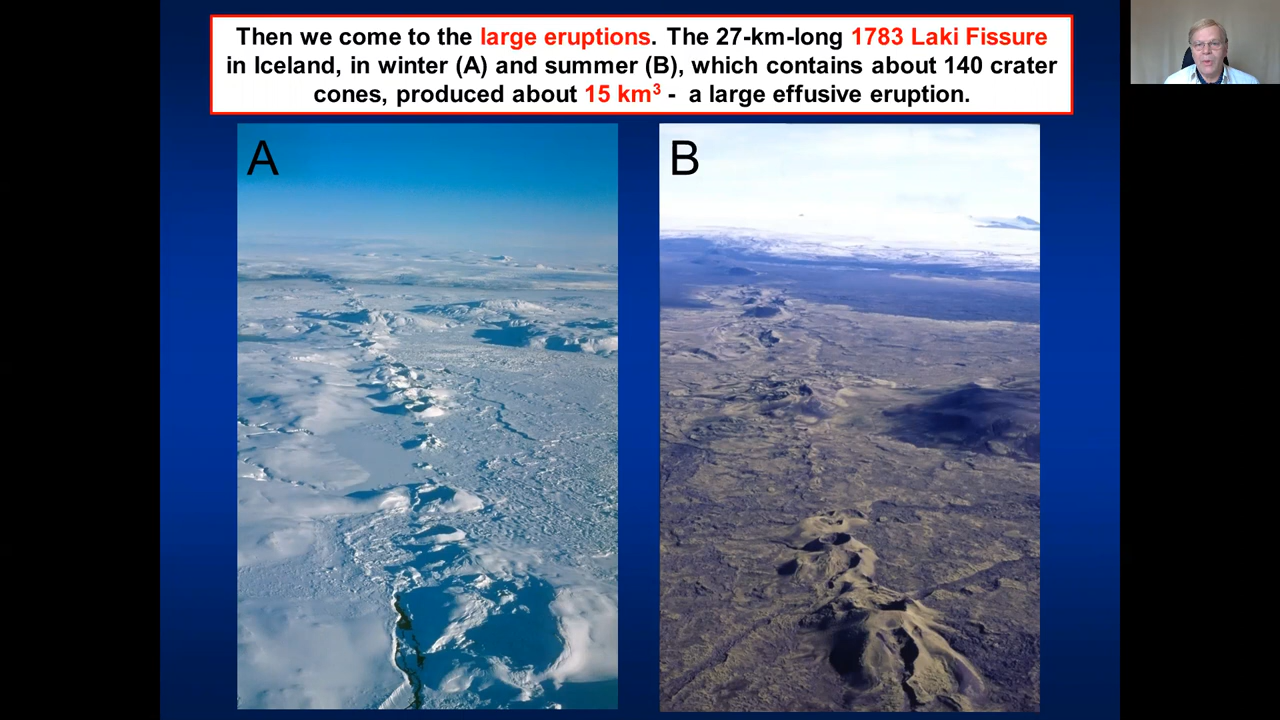 Then we come to the large eruptions. The 27-km-long 1783 Laki Fissure
in Iceland, in winter (A) and summer (B), which contains about 140 crater
cones, produced about 15 km³ - a large effusive eruption.
A
B